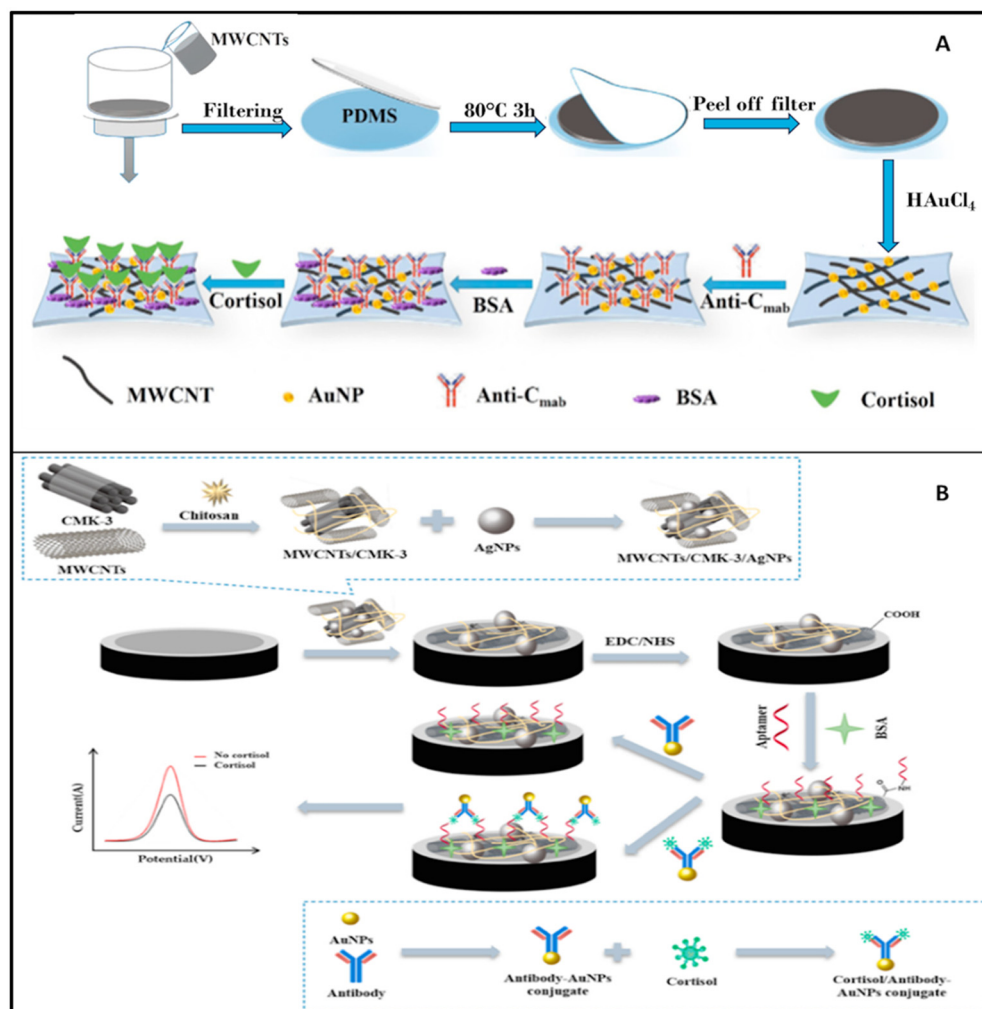 MWCNTs
A
Filtering
PDMS
80°C 3h
Peel off filter
HAuCl4
Cortisol
BSA
Anti-Cmab
MWCNT
AuNP
Anti-Cmab
BSA
Cortisol
B
CMK-3
MWCNTs
Chitosan
MWCNTs/CMK-3
AgNPs
MWCNTs/CMK-3/AgNPs
EDC/NHS
COOH
Aptamer
BSA
O
NH
No cortisol
Cortisol
Current(A)
Potential(V)
AuNPs
Antibody
Antibody-AuNPs
conjugate
Cortisol
Cortisol/Antibody-
AuNPs conjugate